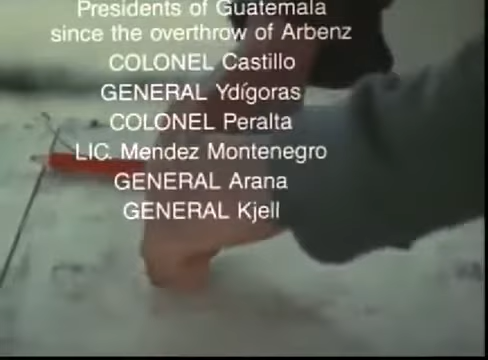 Presidents of Guatemala
since the overthrow of Arbenz
COLONEL Castillo
GENERAL Ydígoras
COLONEL Peralta
LIC. Mendez Montenegro
GENERAL Arana
GENERAL Kjell